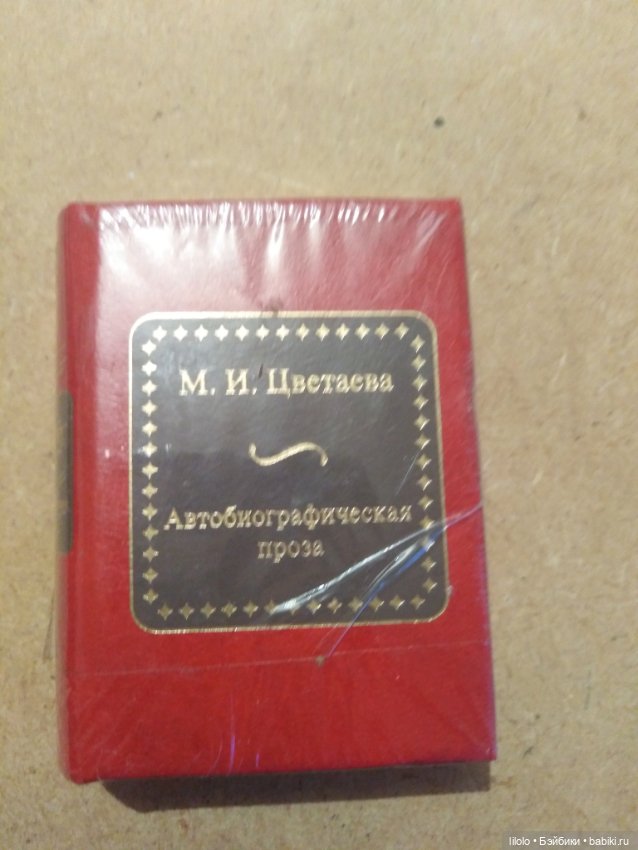 М. И. Цветаева
Автобиографическая
проза
lilolo • Бэйбики • babiki.ru